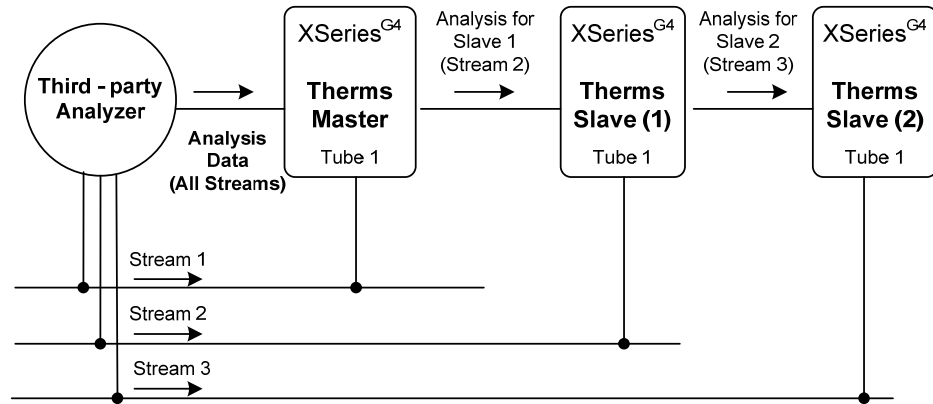 Third - party
Analyzer
Analysis
Data
(All Streams)
XSeriesG4
Therms
Master
Tube 1
Analysis for
Slave 1
(Stream 2)
XSeriesG4
Therms
Slave (1)
Tube 1
Analysis for
Slave 2
(Stream 3)
XSeriesG4
Therms
Slave (2)
Tube 1
Stream 1
Stream 2
Stream 3